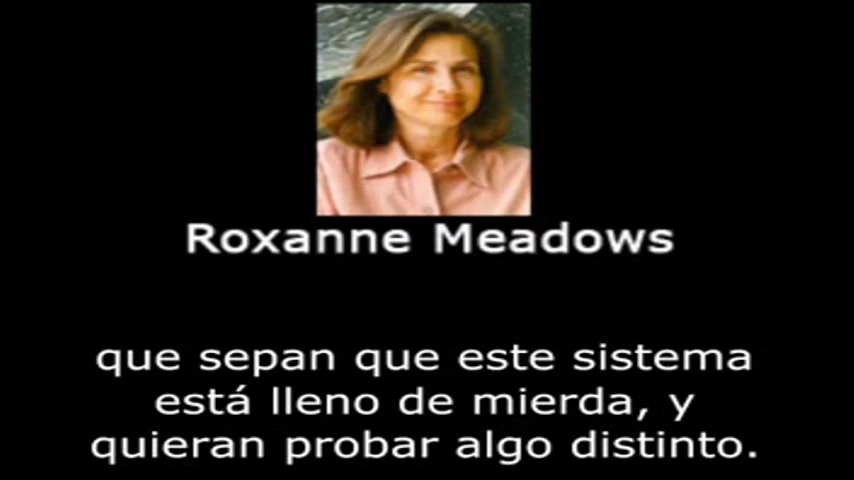 Roxanne Meadows
que sepan que este sistema
está lleno de mierda, y
quieran probar algo distinto.